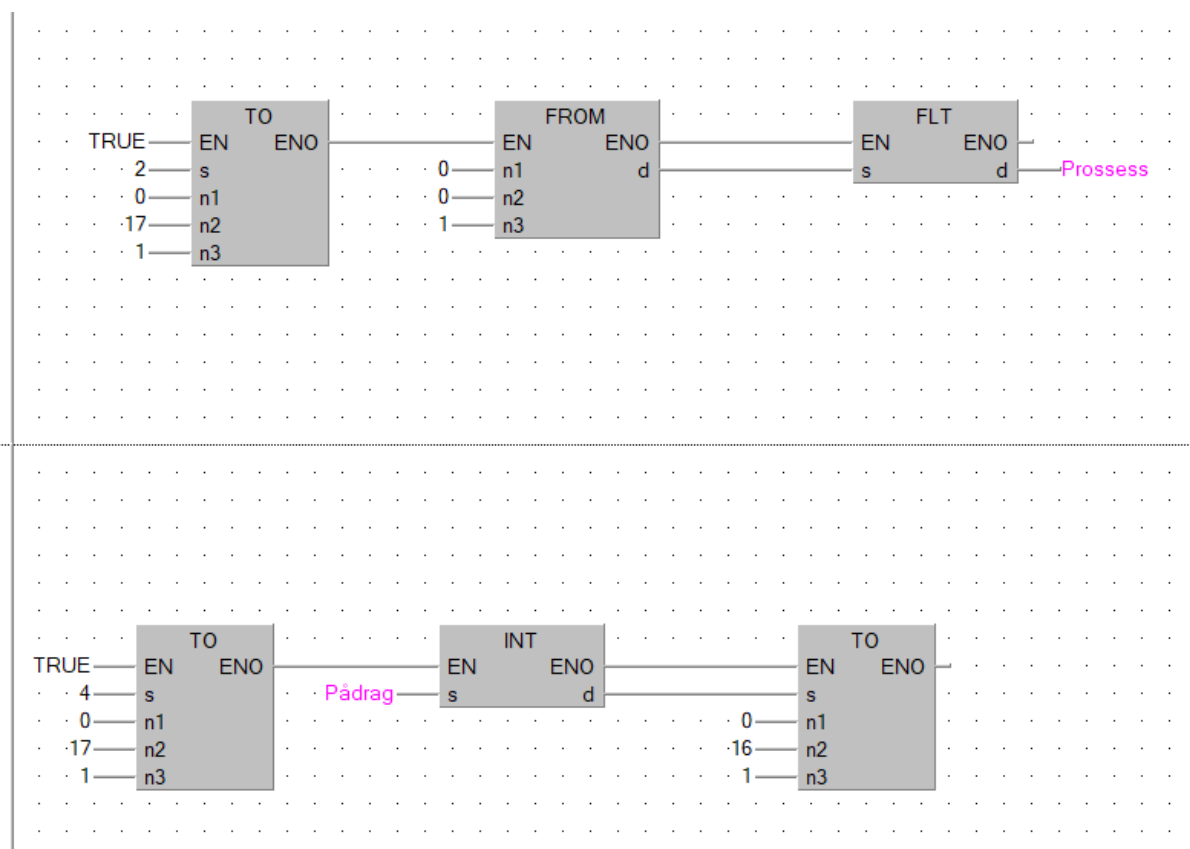 TO FROM FLT
TRUE EN ENO EN ENO EN ENO
2 s 0 n1 d s d Prossess
0 n1 0 n2
17 n2 1 n3
1 n3
TO INT TO
TRUE EN ENO EN ENO EN ENO
4 s Pådrag s d s
0 n1 0 n1
17 n2 16 n2
1 n3 1 n3